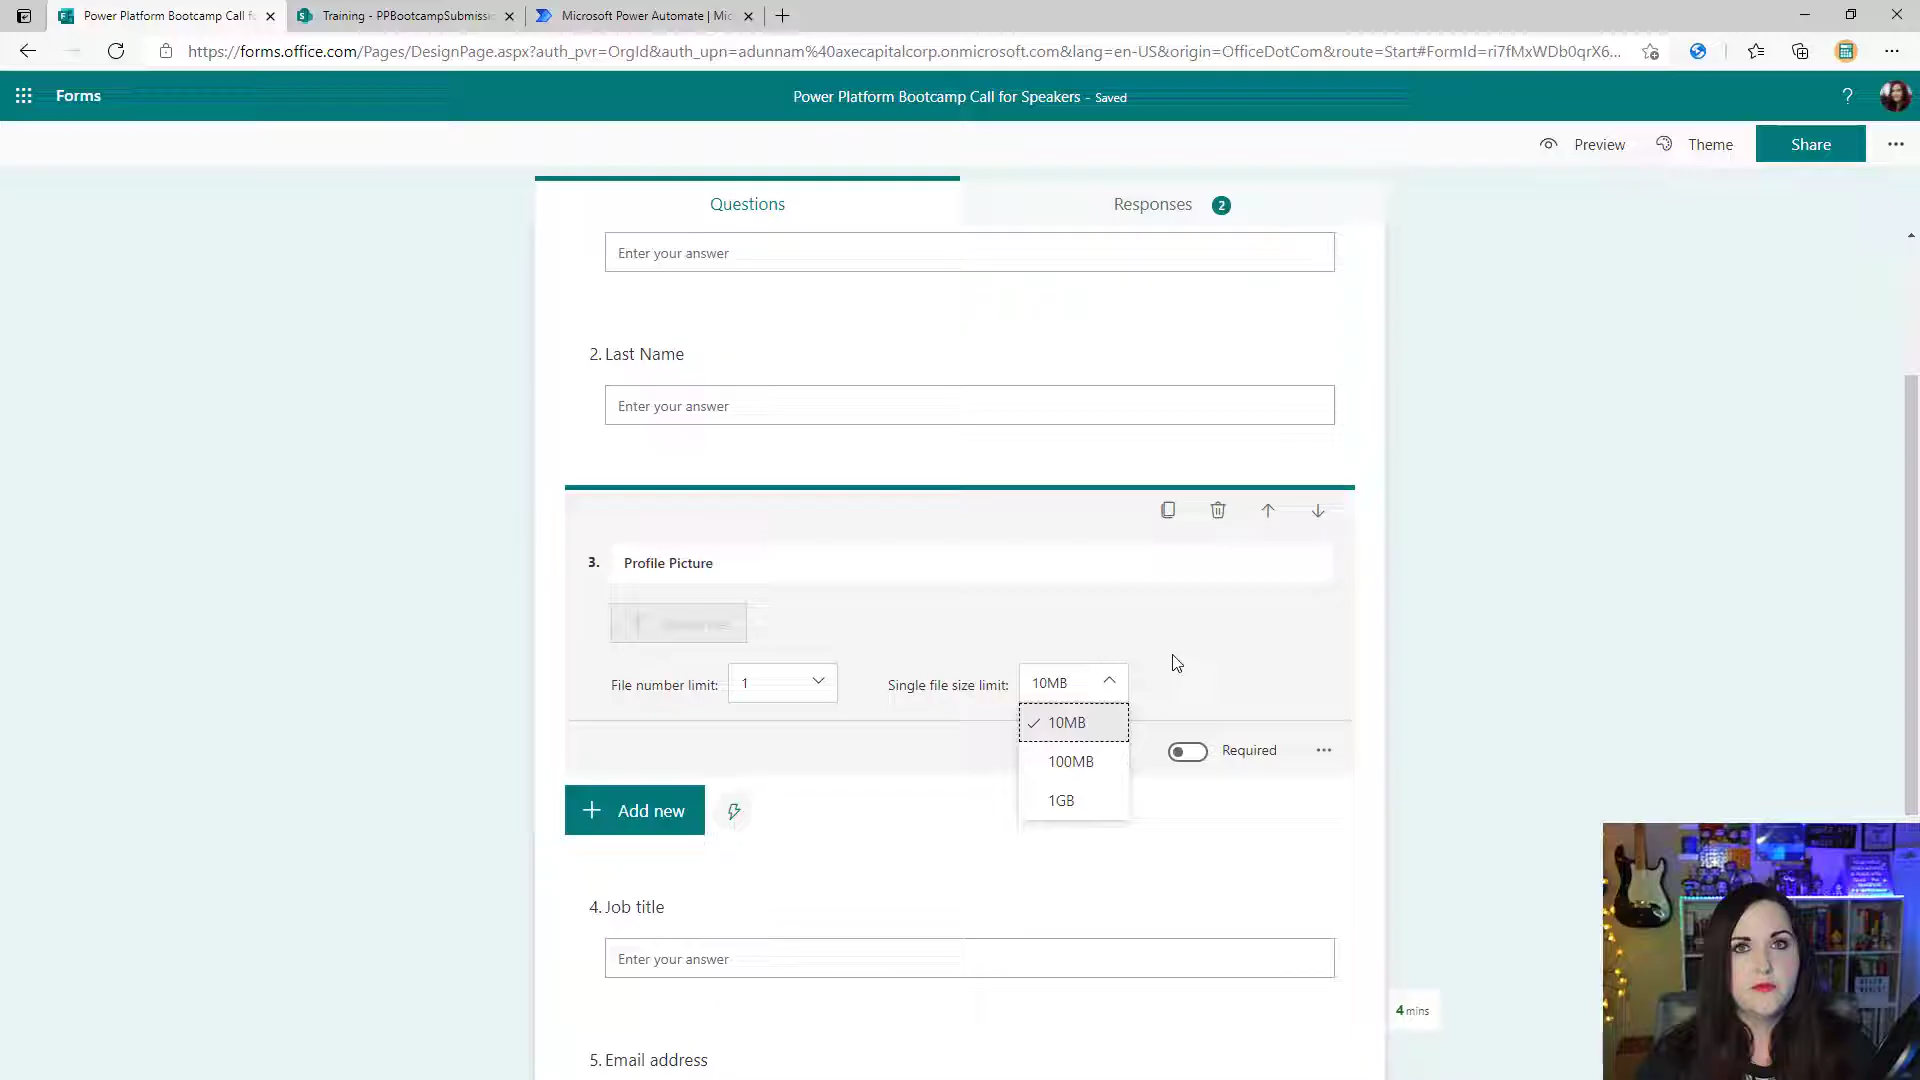 Power Platform Bootcamp Call f
Training - PPBootcampSubmissi
Microsoft Power Automate | Mic
https://forms.office.com/Pages/DesignPage.aspx?auth_pvr=OrgId&auth_upn=adunnam%40axecapitalcorp.onmicrosoft.com&lang=en-US&origin=OfficeDotCom&route=Start#FormId=ri7fMxWDb0qrX6...
Forms
Power Platform Bootcamp Call for Speakers - Saved
?
Preview
Theme
Share
Questions
Responses 2
Enter your answer
2. Last Name
Enter your answer
3. Profile Picture
File number limit: 1
Single file size limit: 10MB
10MB
100MB
1GB
Required
Add new
4. Job title
Enter your answer
4 mins
5. Email address